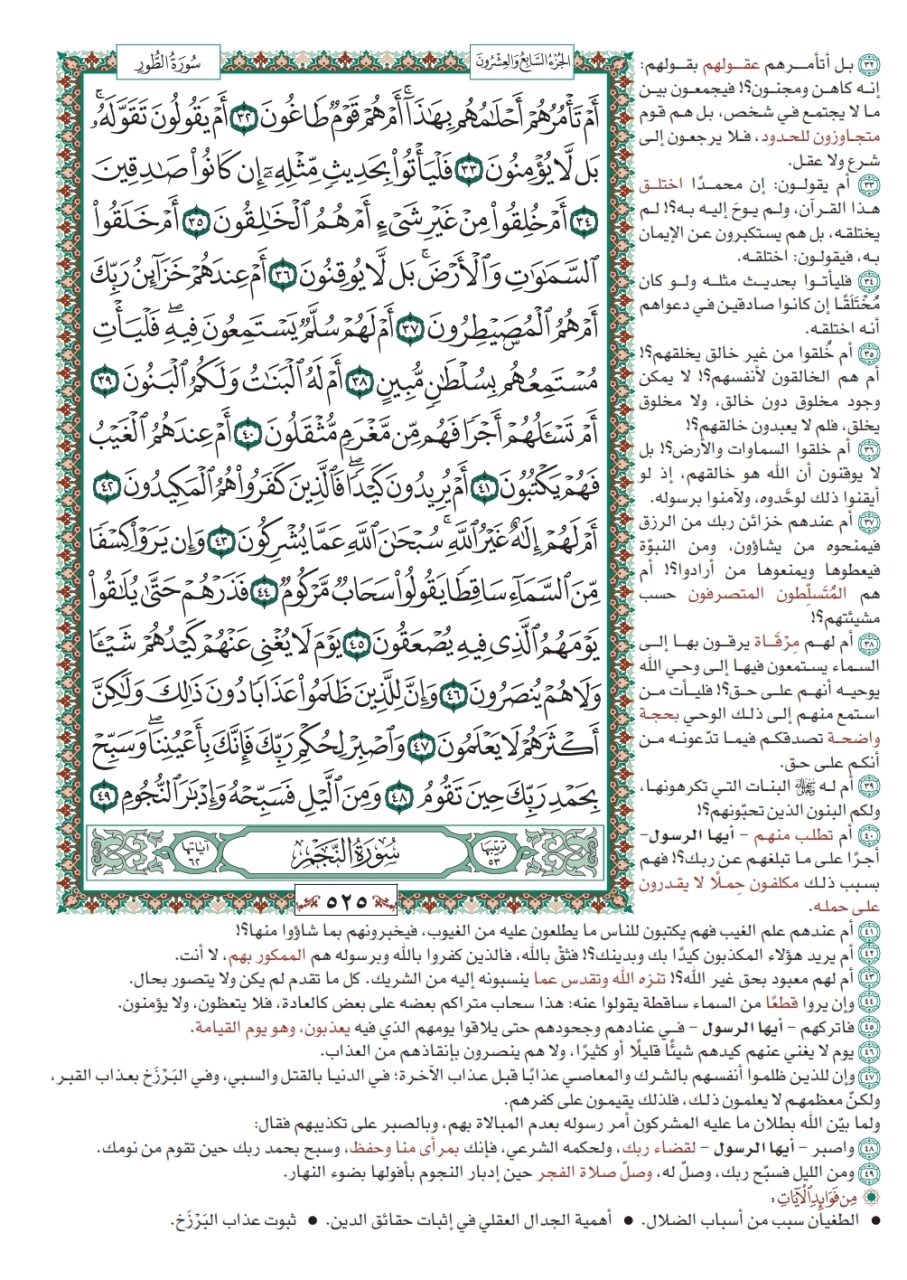 سُورَةُ الطُّورِ
الجُزءُ السَّابِعُ وَالعِشْرُونَ
أَمۡ تَأۡمُرُهُمۡ أَحۡلَٰمُهُم بِهَٰذَآۚ أَمۡ هُمۡ قَوۡمٞ طَاغُونَ ٣٢ أَمۡ يَقُولُونَ تَقَوَّلَهُۥۚ
بَل لَّا يُؤۡمِنُونَ ٣٣ فَلۡيَأۡتُواْ بِحَدِيثٖ مِّثۡلِهِۦٓ إِن كَانُواْ صَٰدِقِينَ
٣٤ أَمۡ خُلِقُواْ مِنۡ غَيۡرِ شَيۡءٍ أَمۡ هُمُ ٱلۡخَٰلِقُونَ ٣٥ أَمۡ خَلَقُواْ
ٱلسَّمَٰوَٰتِ وَٱلۡأَرۡضَۚ بَل لَّا يُوقِنُونَ ٣٦ أَمۡ عِندَهُمۡ خَزَآئِنُ رَبِّكَ
أَمۡ هُمُ ٱلۡمُصَۜيۡطِرُونَ ٣٧ أَمۡ لَهُمۡ سُلَّمٞ يَسۡتَمِعُونَ فِيهِۖ فَلۡيَأۡتِ
مُسۡتَمِعُهُم بِسُلۡطَٰنٖ مُّبِينٍ ٣٨ أَمۡ لَهُ ٱلۡبَنَٰتُ وَلَكُمُ ٱلۡبَنُونَ ٣٩
أَمۡ تَسۡـَٔلُهُمۡ أَجۡرٗا فَهُم مِّن مَّغۡرَمٖ مُّثۡقَلُونَ ٤٠ أَمۡ عِندَهُمُ ٱلۡغَيۡبُ
فَهُمۡ يَكۡتُبُونَ ٤١ أَمۡ يُرِيدُونَ كَيۡدٗاۖ فَٱلَّذِينَ كَفَرُواْ هُمُ ٱلۡمَكِيدُونَ ٤٢
أَمۡ لَهُمۡ إِلَٰهٌ غَيۡرُ ٱللَّهِۚ سُبۡحَٰنَ ٱللَّهِ عَمَّا يُشۡرِكُونَ ٤٣ وَإِن يَرَوۡاْ كِسۡفٗا
مِّنَ ٱلسَّمَآءِ سَاقِطٗا يَقُولُواْ سَحَابٞ مَّرۡكُومٞ ٤٤ فَذَرۡهُمۡ حَتَّىٰ يُلَٰقُواْ
يَوۡمَهُمُ ٱلَّذِي فِيهِ يُصۡعَقُونَ ٤٥ يَوۡمَ لَا يُغۡنِي عَنۡهُمۡ كَيۡدُهُمۡ شَيۡـٔٗا
وَلَا هُمۡ يُنصَرُونَ ٤٦ وَإِنَّ لِلَّذِينَ ظَلَمُواْ عَذَابٗا دُونَ ذَٰلِكَ وَلَٰكِنَّ
أَكۡثَرَهُمۡ لَا يَعۡلَمُونَ ٤٧ وَٱصۡبِرۡ لِحُكۡمِ رَبِّكَ فَإِنَّكَ بِأَعۡيُنِنَاۖ وَسَبِّحۡ
بِحَمۡدِ رَبِّكَ حِينَ تَقُومُ ٤٨ وَمِنَ ٱلَّيۡلِ فَسَبِّحۡهُ وَإِدۡبَٰرَ ٱلنُّجُومِ ٤٩
ترتيبها ٥٣
سُورَةُ النَّجْمِ
آياتها ٦٢
٥٢٥
٣٢ بل أتأمرهم عقولهم بقولهم:
إنه كاهن ومجنون؟! فيجمعون بين
ما لا يجتمع في شخص، بل هم قوم
متجاوزون للحدود، فلا يرجعون إلى
شرع ولا عقل.
٣٣ أم يقولون: إن محمدًا اختلق
هذا القرآن، ولم يوحَ إليه به؟! لم
يختلقه، بل هم يستكبرون عن الإيمان
به، فيقولون: اختلقه.
٣٤ فليأتوا بحديث مثله ولو كان
مُخْتَلَقًا إن كانوا صادقين في دعواهم
أنه اختلقه.
٣٥ أم خُلقوا من غير خالق يخلقهم؟!
أم هم الخالقون لأنفسهم؟! لا يمكن
وجود مخلوق دون خالق، ولا مخلوق
يخلق، فلم لا يعبدون خالقهم؟!
٣٦ أم خلقوا السماوات والأرض؟! بل
لا يوقنون أن الله هو خالقهم، إذ لو
أيقنوا ذلك لوحَّدوه، ولآمنوا برسوله.
٣٧ أم عندهم خزائن ربك من الرزق
فيمنحوه من يشاؤون، ومن النبوّة
فيعطوها ويمنعوها من أرادوا؟! أم
هم المُتَسلِّطون المتصرفون حسب
مشيئتهم؟!
٣٨ أم لهم مِرْقَاة يرقون بها إلى
السماء يستمعون فيها إلى وحي الله
يوحيه أنهم على حق؟! فليأت من
استمع منهم إلى ذلك الوحي بحجة
واضحة تصدقكم فيما تدّعونه من
أنكم على حق.
٣٩ أم له ﷻ البنات التي تكرهونها،
ولكم البنون الذين تحبّونهم؟!
٤٠ أم تطلب منهم - أيها الرسول-
أجرًا على ما تبلغهم عن ربك؟! فهم
بسبب ذلك مكلفون حِملًا لا يقدرون
على حمله.
٤١ أم عندهم علم الغيب فهم يكتبون للناس ما يطلعون عليه من الغيوب، فيخبرونهم بما شاؤوا منها؟!
٤٢ أم يريد هؤلاء المكذبون كيدًا بك وبدينك؟! فثقْ بالله، فالذين كفروا بالله وبرسوله هم الممكور بهم، لا أنت.
٤٣ أم لهم معبود بحق غير الله؟! تنزه الله وتقدس عما ينسبونه إليه من الشريك. كل ما تقدم لم يكن ولا يتصور بحال.
٤٤ وإن يروا قطعًا من السماء ساقطة يقولوا عنه: هذا سحاب متراكم بعضه على بعض كالعادة، فلا يتعظون، ولا يؤمنون.
٤٥ فاتركهم - أيها الرسول - في عنادهم وجحودهم حتى يلاقوا يومهم الذي فيه يعذبون، وهو يوم القيامة.
٤٦ يوم لا يغني عنهم كيدهم شيئًا قليلًا أو كثيرًا، ولا هم ينصرون بإنقاذهم من العذاب.
٤٧ وإن للذين ظلموا أنفسهم بالشرك والمعاصي عذابًا قبل عذاب الآخرة؛ في الدنيا بالقتل والسبي، وفي البَرْزَخ بعذاب القبر،
ولكنّ معظمهم لا يعلمون ذلك، فلذلك يقيمون على كفرهم.
ولما بيّن الله بطلان ما عليه المشركون أمر رسوله بعدم المبالاة بهم، وبالصبر على تكذيبهم فقال:
٤٨ واصبر - أيها الرسول - لقضاء ربك، ولحكمه الشرعي، فإنك بمرأى منا وحفظ، وسبح بحمد ربك حين تقوم من نومك.
٤٩ ومن الليل فسبّح ربك، وصلّ له، وصلّ صلاة الفجر حين إدبار النجوم بأفولها بضوء النهار.
مِن فَوَائِدِ الآيَاتِ:
• الطغيان سبب من أسباب الضلال. • أهمية الجدال العقلي في إثبات حقائق الدين. • ثبوت عذاب البَرْزَخ.